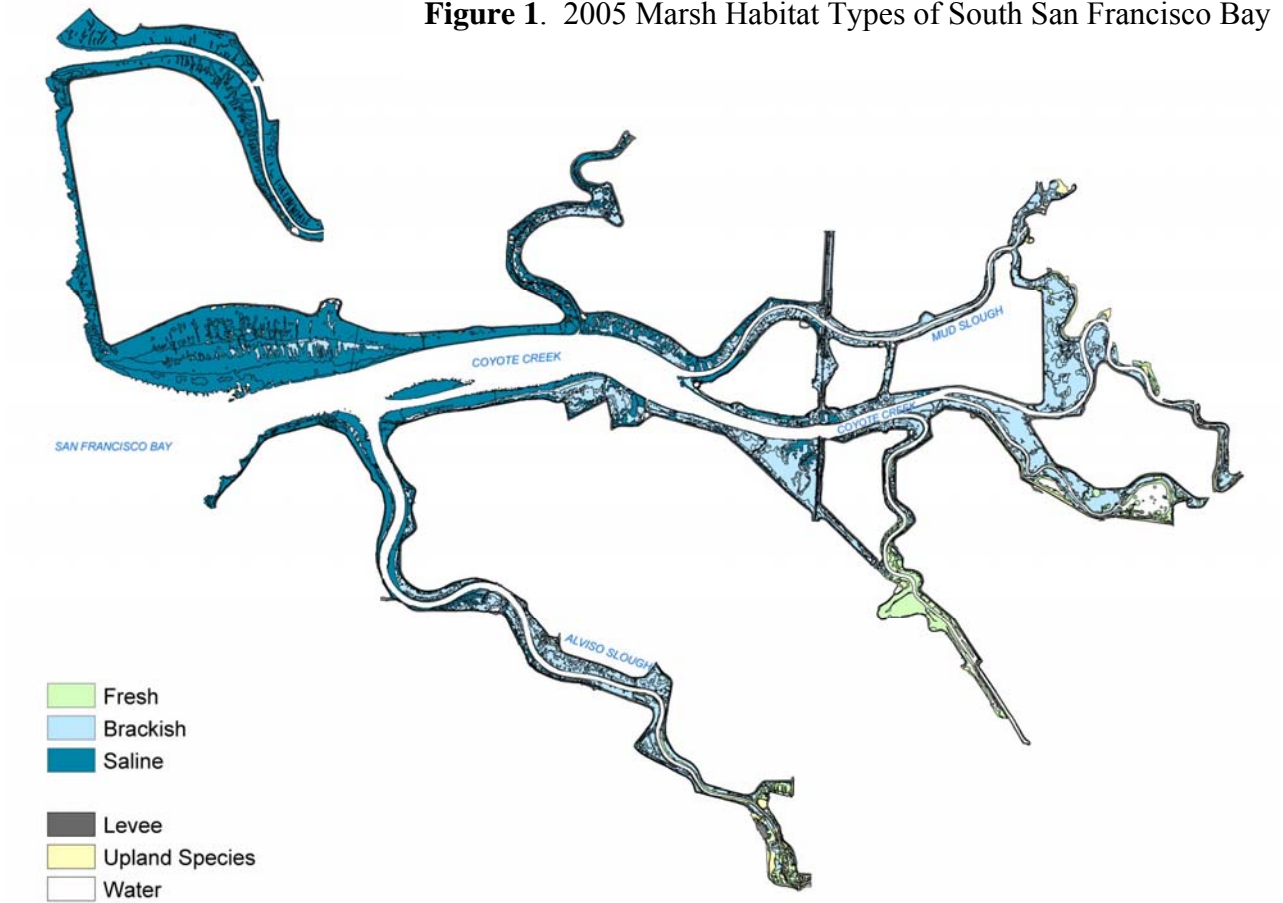 Figure 1. 2005 Marsh Habitat Types of South San Francisco Bay
COYOTE CREEK
MUD SLOUGH
COYOTE CREEK
SAN FRANCISCO BAY
ALVISO SLOUGH
Fresh
Brackish
Saline
Levee
Upland Species
Water